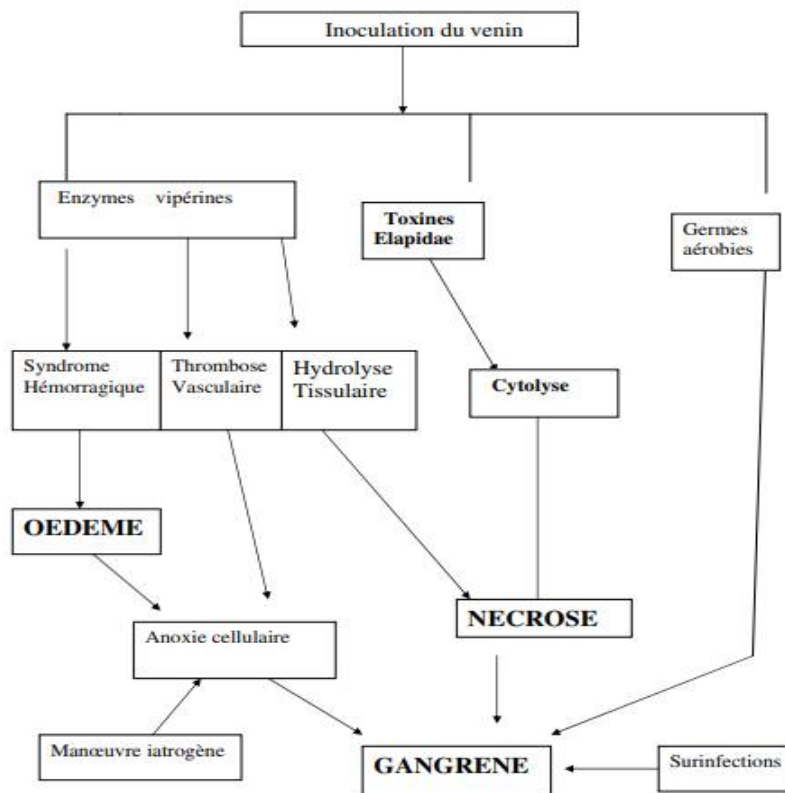 Inoculation du venin
Enzymes vipérines
Toxines
Elapidae
Germes
aérobies
Syndrome
Hémorragique
Thrombose
Vasculaire
Hydrolyse
Tissulaire
Cytolyse
OEDEME
NECROSE
Anoxie cellulaire
Manœuvre iatrogène
GANGRENE
Surinfections